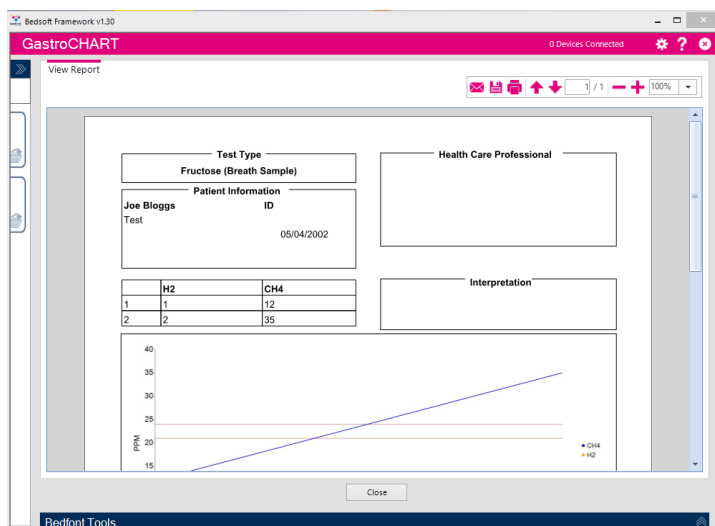 Bedsoft Framework v1.30
GastroCHART
0 Devices Connected
View Report
1 / 1
100%
Test Type
Fructose (Breath Sample)
Health Care Professional
Patient Information
Joe Bloggs ID
Test
05/04/2002
H2 CH4
1 1 12
2 2 35
Interpretation
40
35
30
25
20
15
PPM
CH4
H2
Close
Bedfont Tools